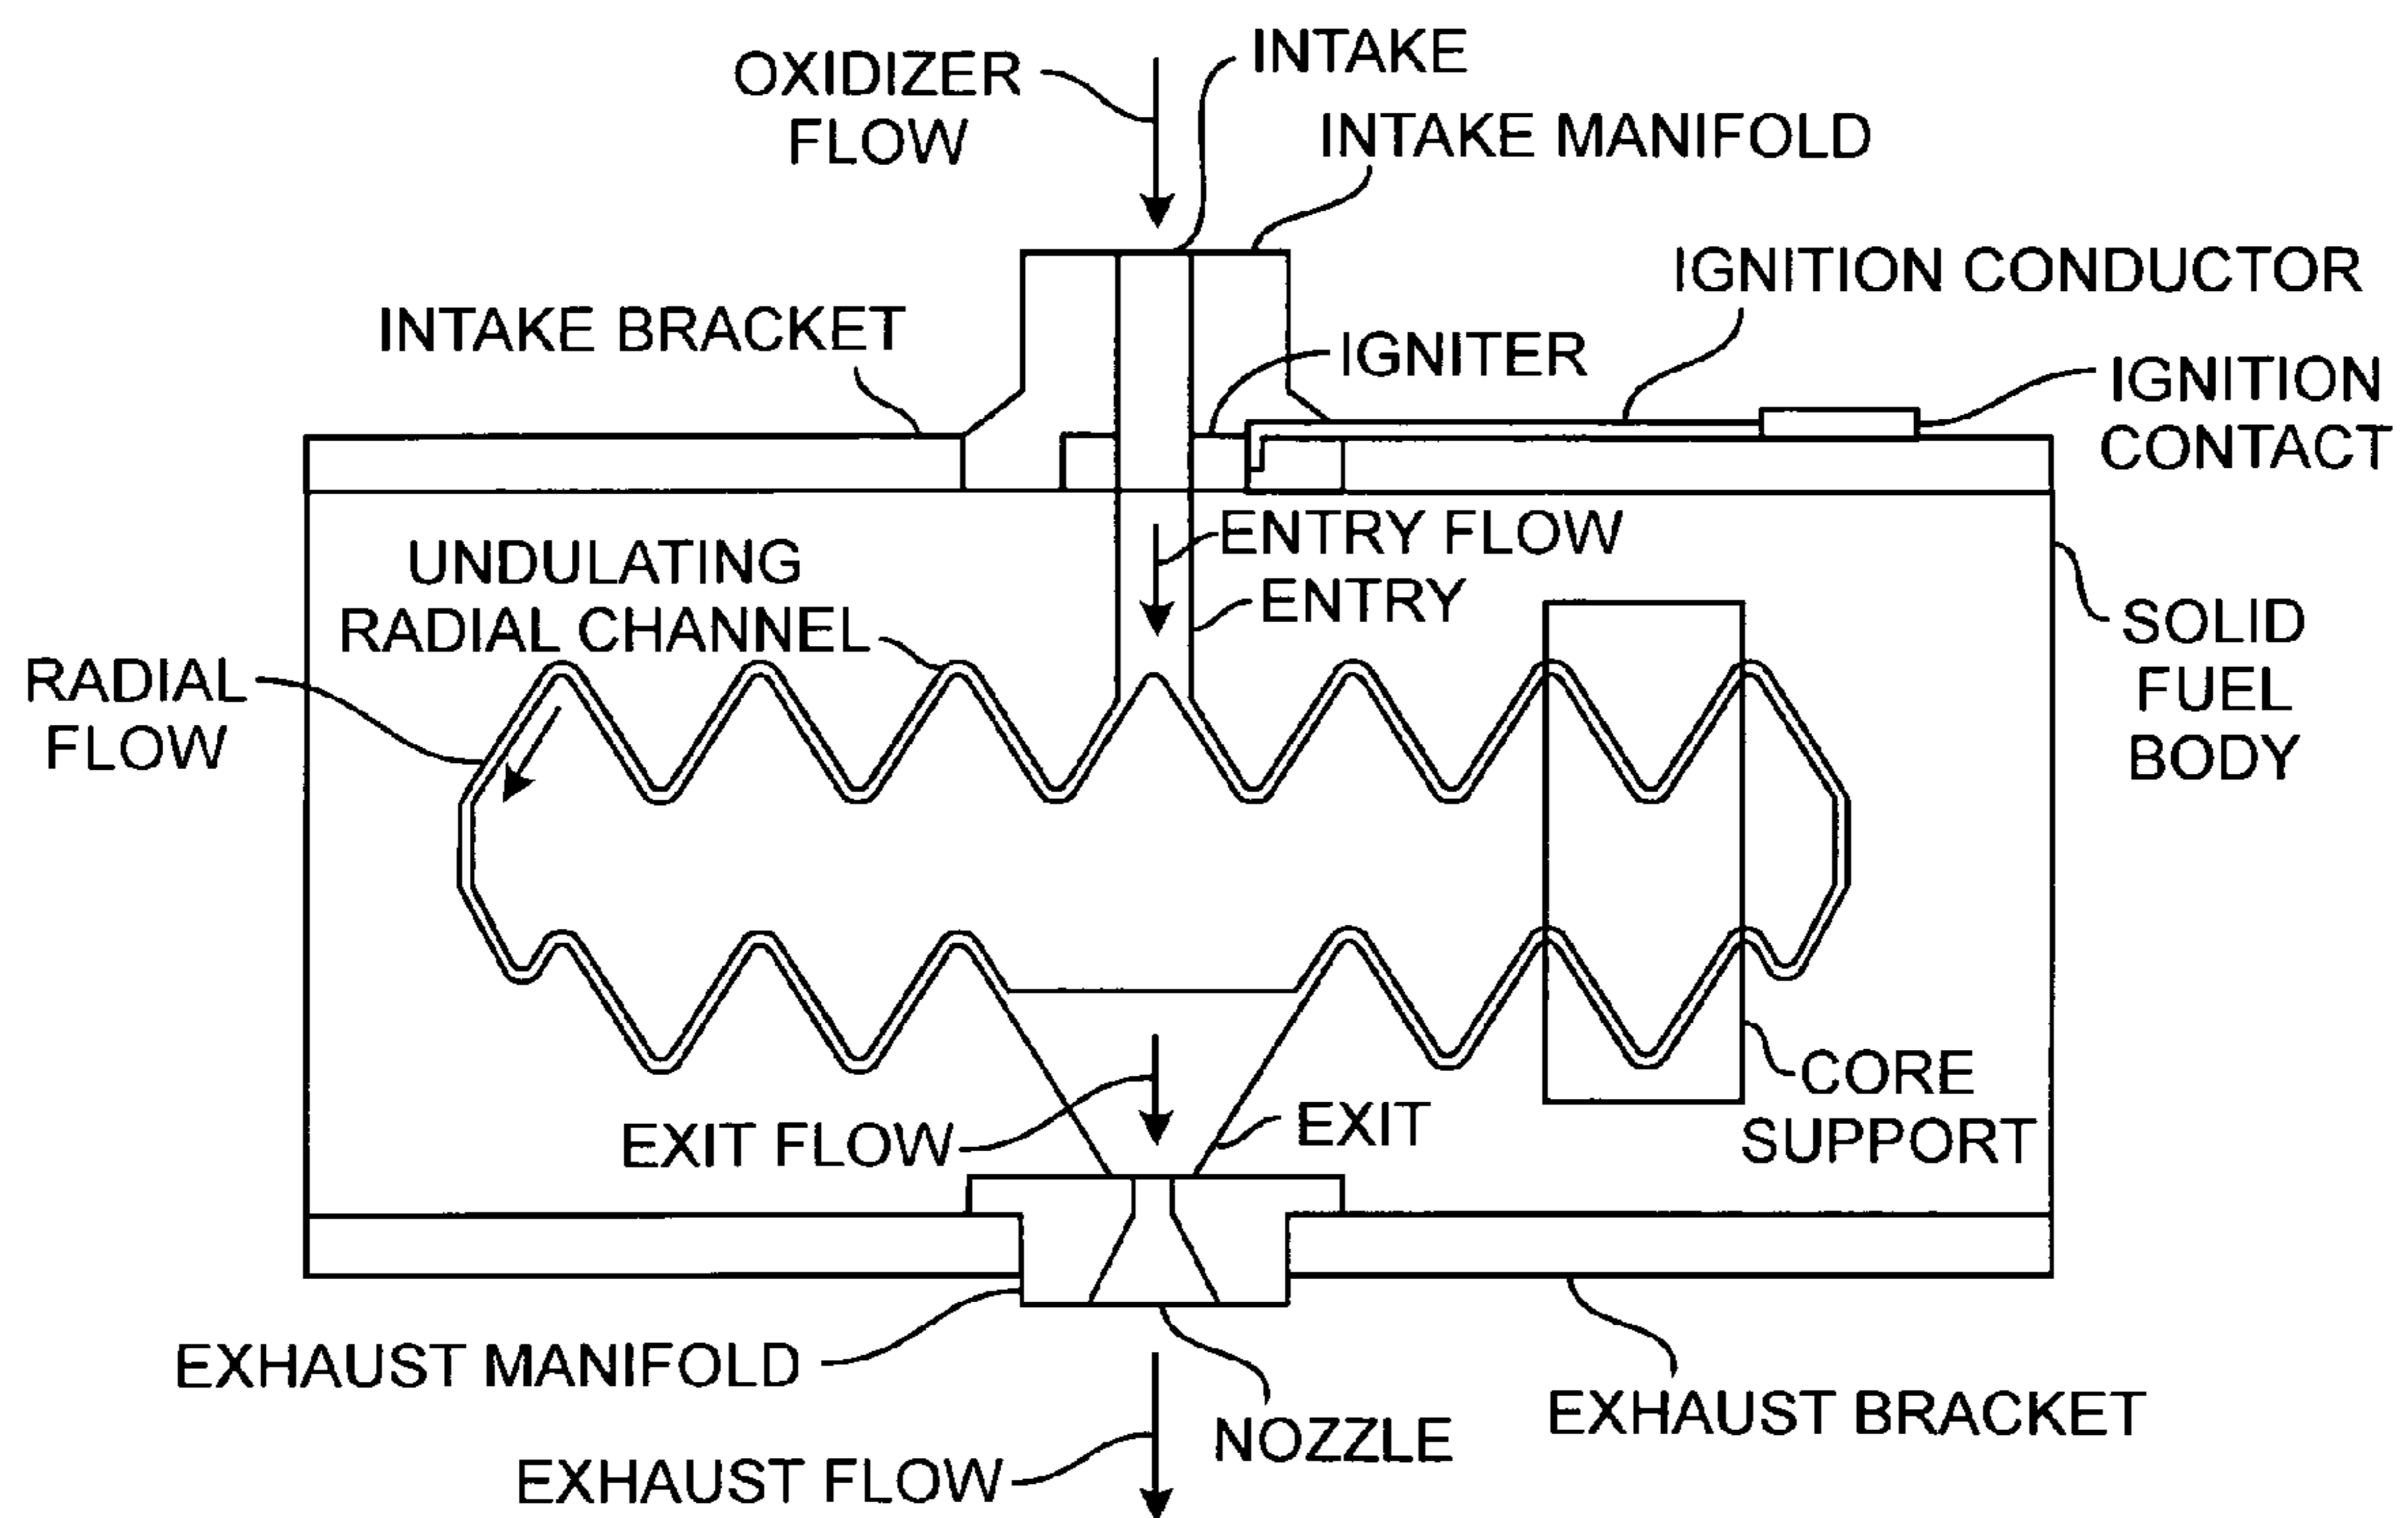 OXIDIZER
FLOW
INTAKE
INTAKE MANIFOLD
IGNITION CONDUCTOR
INTAKE BRACKET
IGNITER
IGNITION
CONTACT
ENTRY FLOW
UNDULATING
RADIAL CHANNEL
ENTRY
SOLID
FUEL
BODY
RADIAL
FLOW
CORE
SUPPORT
EXIT FLOW
EXIT
EXHAUST MANIFOLD
NOZZLE
EXHAUST BRACKET
EXHAUST FLOW